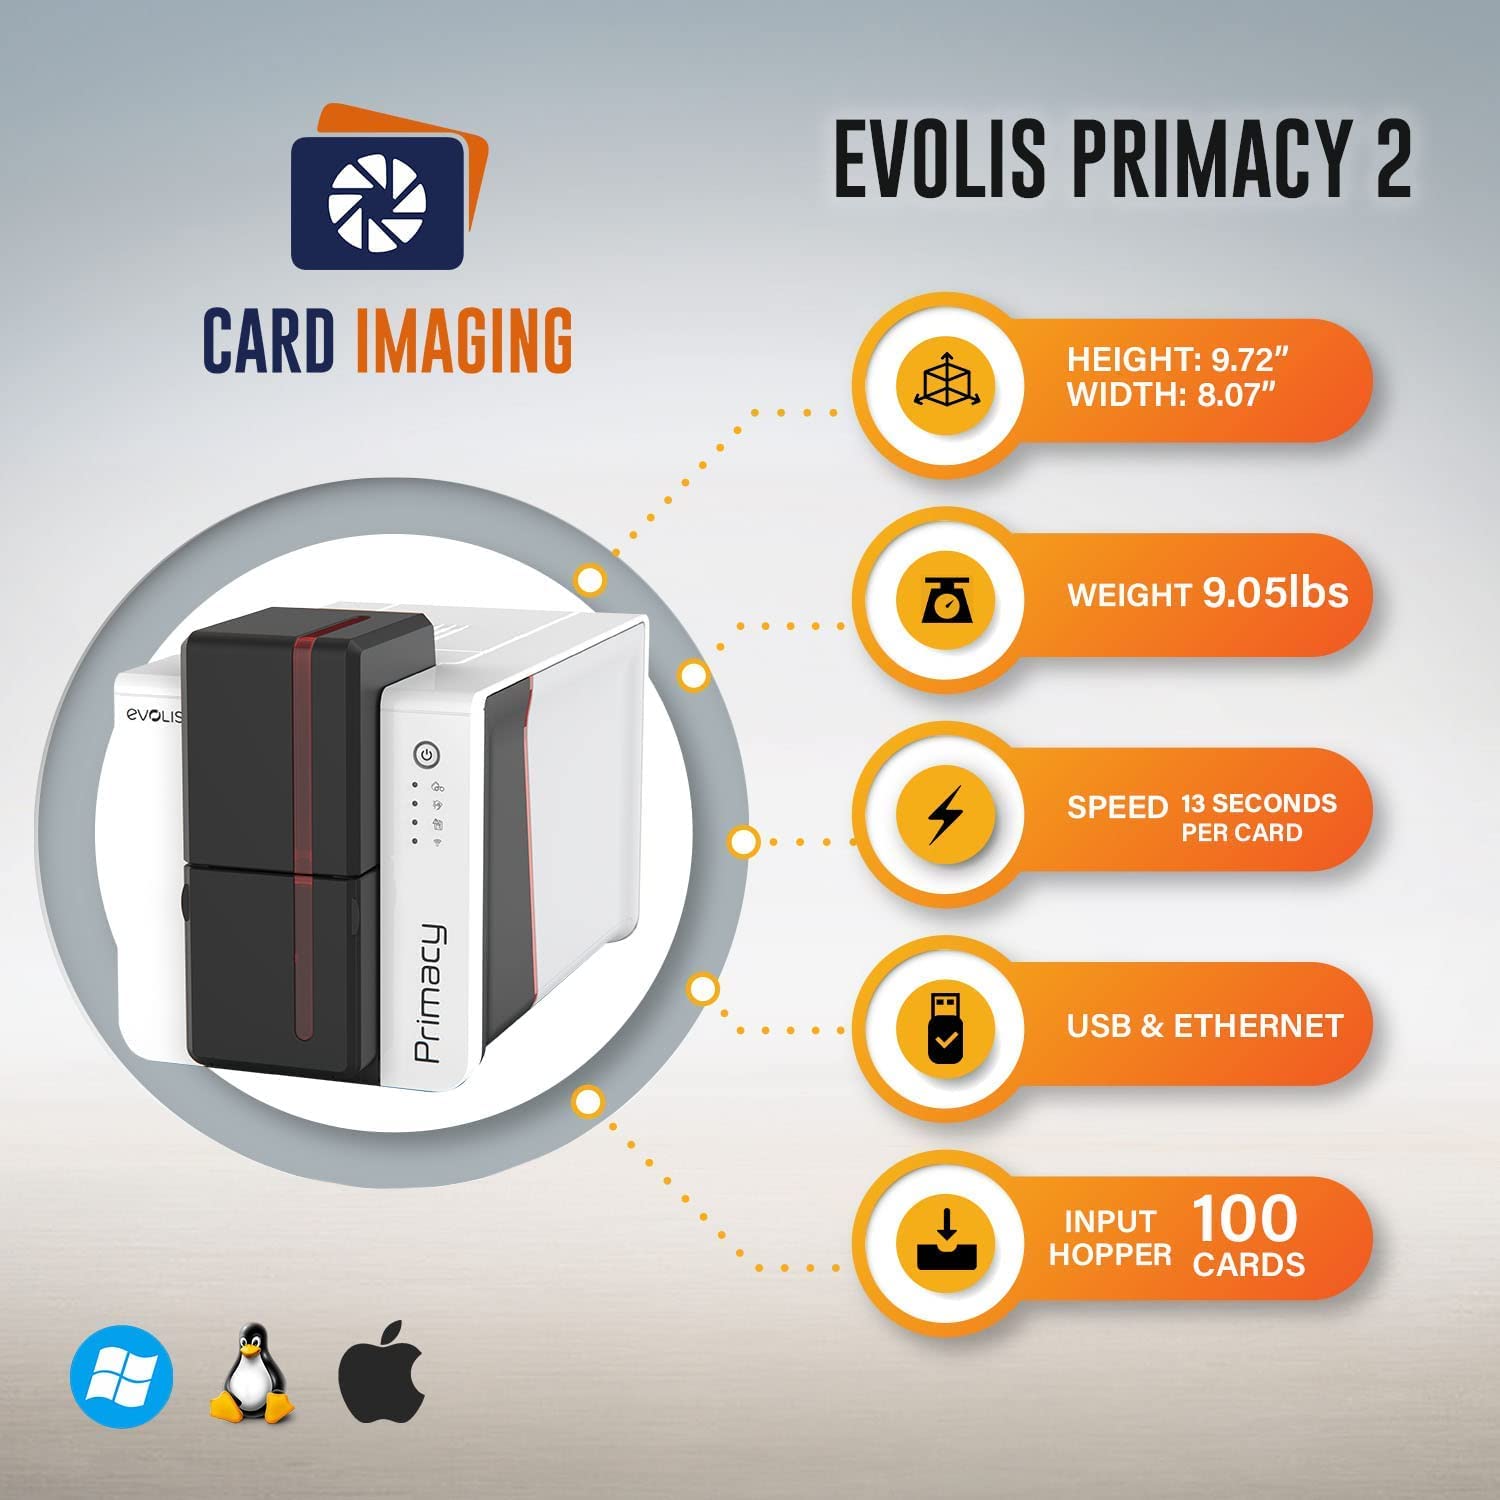 CARD IMAGING
EVOLIS PRIMACY 2
HEIGHT: 9.72"
WIDTH: 8.07"
WEIGHT 9.05lbs
SPEED 13 SECONDS
PER CARD
USB & ETHERNET
INPUT HOPPER
100 CARDS
evolis
Primacy